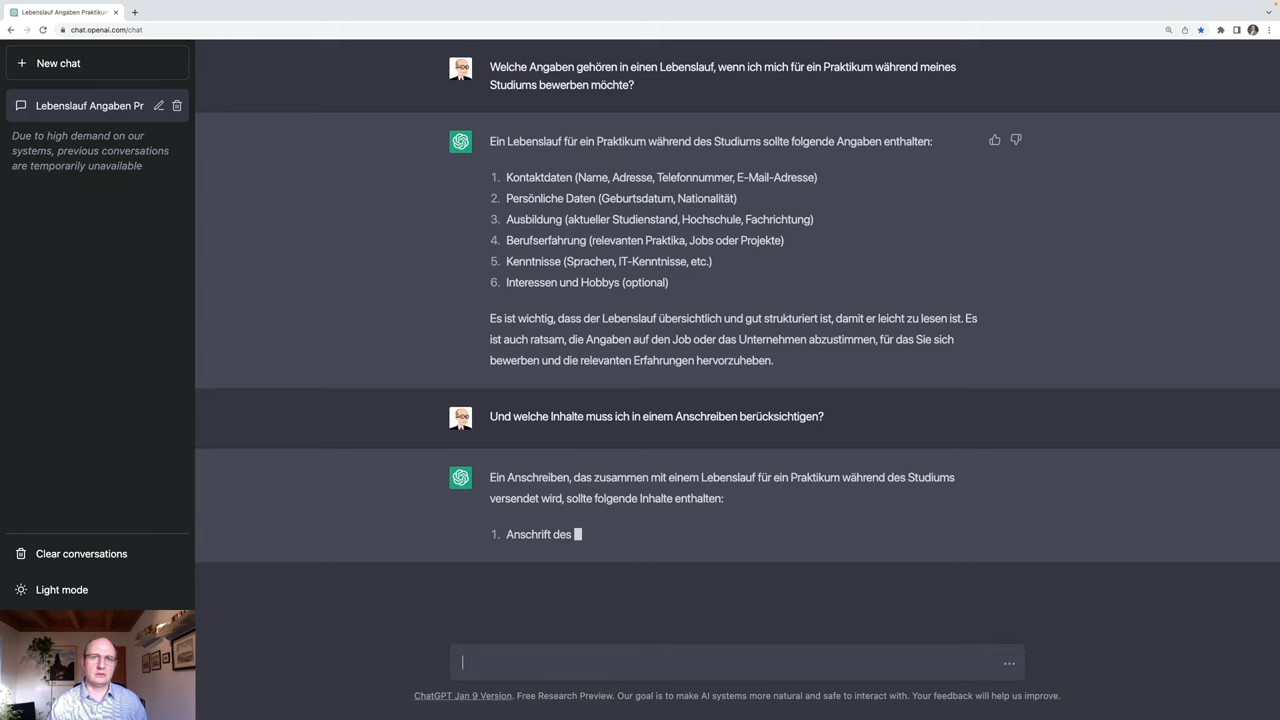 Lebenslauf Angaben Praktikum
chat.openai.com/chat
New chat
Lebenslauf Angaben Pr
Due to high demand on our
systems, previous conversations
are temporarily unavailable
Clear conversations
Light mode
Welche Angaben gehören in einen Lebenslauf, wenn ich mich für ein Praktikum während meines
Studiums bewerben möchte?
Ein Lebenslauf für ein Praktikum während des Studiums sollte folgende Angaben enthalten:
1. Kontaktdaten (Name, Adresse, Telefonnummer, E-Mail-Adresse)
2. Persönliche Daten (Geburtsdatum, Nationalität)
3. Ausbildung (aktueller Studienstand, Hochschule, Fachrichtung)
4. Berufserfahrung (relevanten Praktika, Jobs oder Projekte)
5. Kenntnisse (Sprachen, IT-Kenntnisse, etc.)
6. Interessen und Hobbys (optional)
Es ist wichtig, dass der Lebenslauf übersichtlich und gut strukturiert ist, damit er leicht zu lesen ist. Es
ist auch ratsam, die Angaben auf den Job oder das Unternehmen abzustimmen, für das Sie sich
bewerben und die relevanten Erfahrungen hervorzuheben.
Und welche Inhalte muss ich in einem Anschreiben berücksichtigen?
Ein Anschreiben, das zusammen mit einem Lebenslauf für ein Praktikum während des Studiums
versendet wird, sollte folgende Inhalte enthalten:
1. Anschrift des
ChatGPT Jan 9 Version. Free Research Preview. Our goal is to make AI systems more natural and safe to interact with. Your feedback will help us improve.